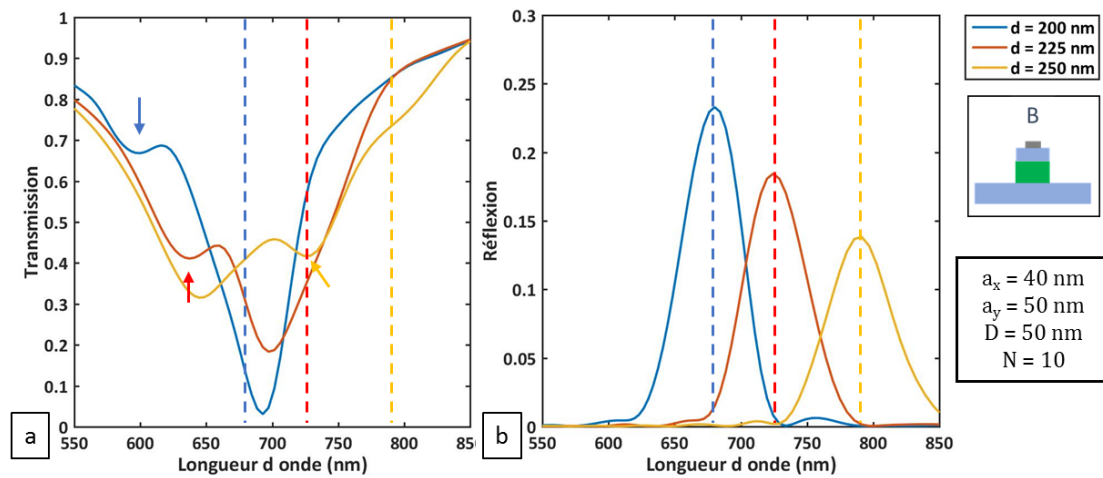 1
0.9
0.8
0.7
0.6
0.5
0.4
0.3
0.2
0.1
0
Transmission
550
600
650
700
750
800
850
Longueur d onde (nm)
a
0.3
0.25
0.2
0.15
0.1
0.05
0
Réflexion
550
600
650
700
750
800
850
Longueur d onde (nm)
b
d = 200 nm
d = 225 nm
d = 250 nm
B
aₓ = 40 nm
a_y = 50 nm
D = 50 nm
N = 10